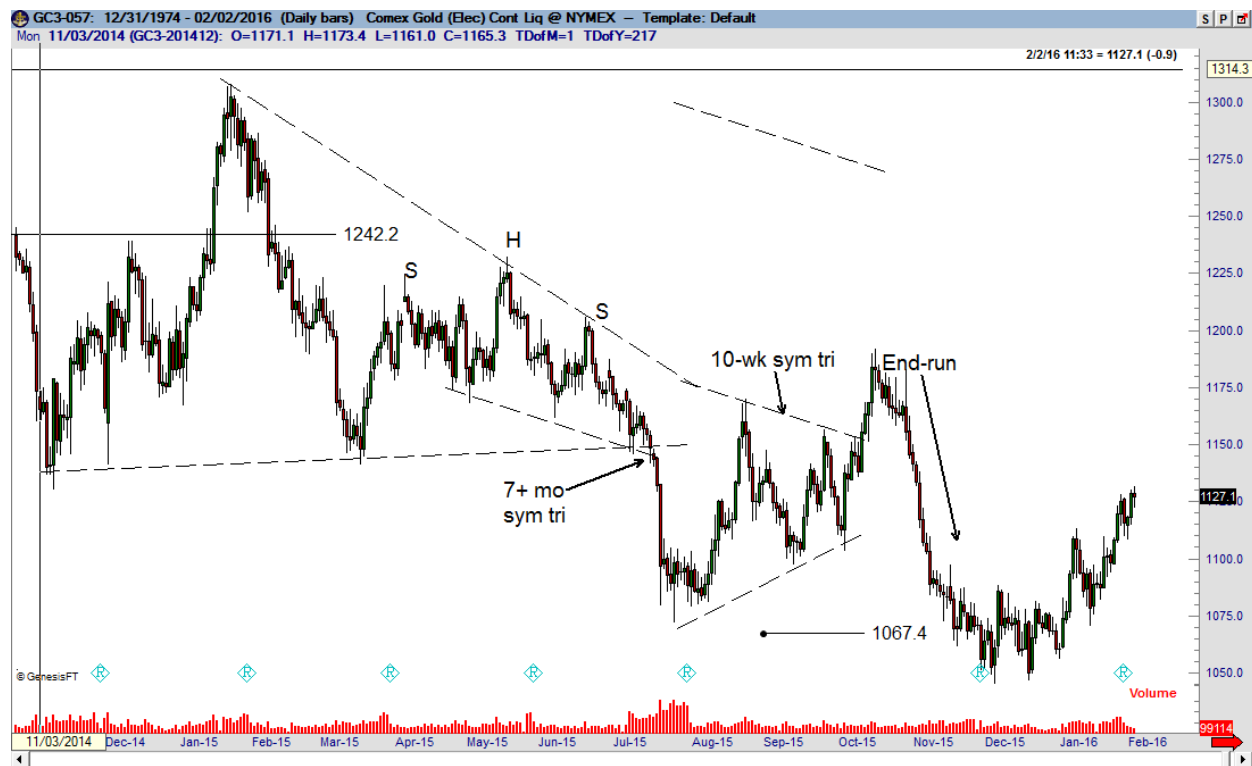 GC3-057: 12/31/1974 - 02/02/2016 (Daily bars) Comex Gold (Elec) Cont Liq @ NYMEX – Template: Default
S P
Mon 11/03/2014 (GC3-201412): O=1171.1 H=1173.4 L=1161.0 C=1165.3 TDofM=1 TDofY=217
2/2/16 11:33 = 1127.1 (-0.9)
1314.3
1300.0
1275.0
1250.0
1242.2
H
S
1225.0
S
1200.0
10-wk sym tri
End-run
1175.0
1150.0
7+ mo
sym tri
1127.1
1100.0
1067.4
1075.0
© GenesisFT
R R R R R R R
1050.0
Volume
99114
11/03/2014 Dec-14 Jan-15 Feb-15 Mar-15 Apr-15 May-15 Jun-15 Jul-15 Aug-15 Sep-15 Oct-15 Nov-15 Dec-15 Jan-16 Feb-16